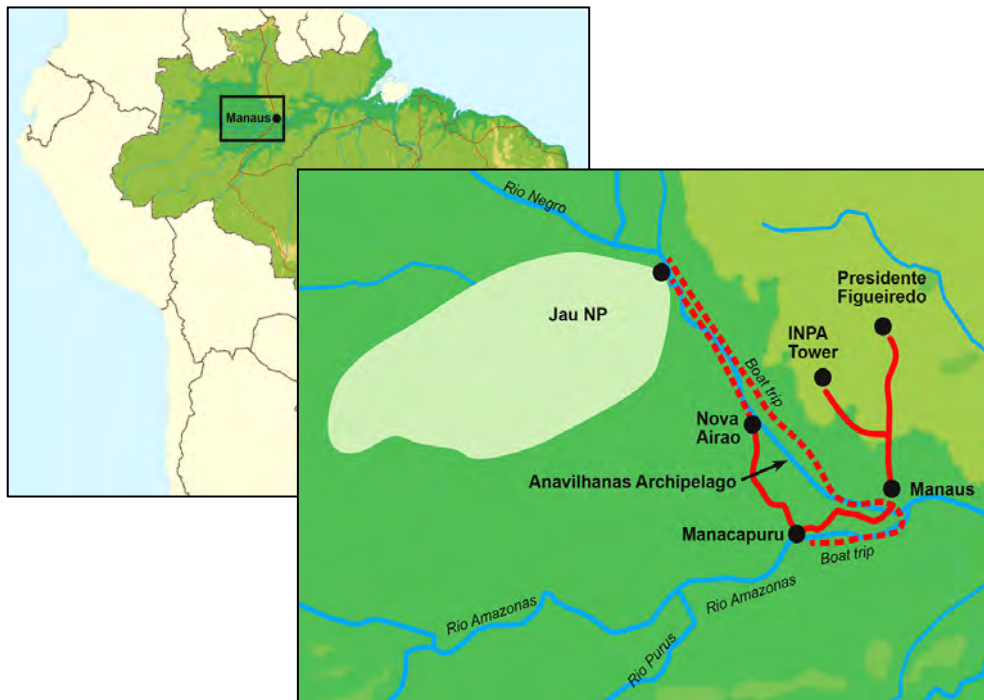 Manaus
Rio Negro
Presidente
Figueiredo
Jau NP
INPA
Tower
Boat trip
Nova
Airao
Anavilhanas Archipelago
Manaus
Manacapuru
Boat trip
Rio Amazonas
Rio Amazonas
Rio Purus